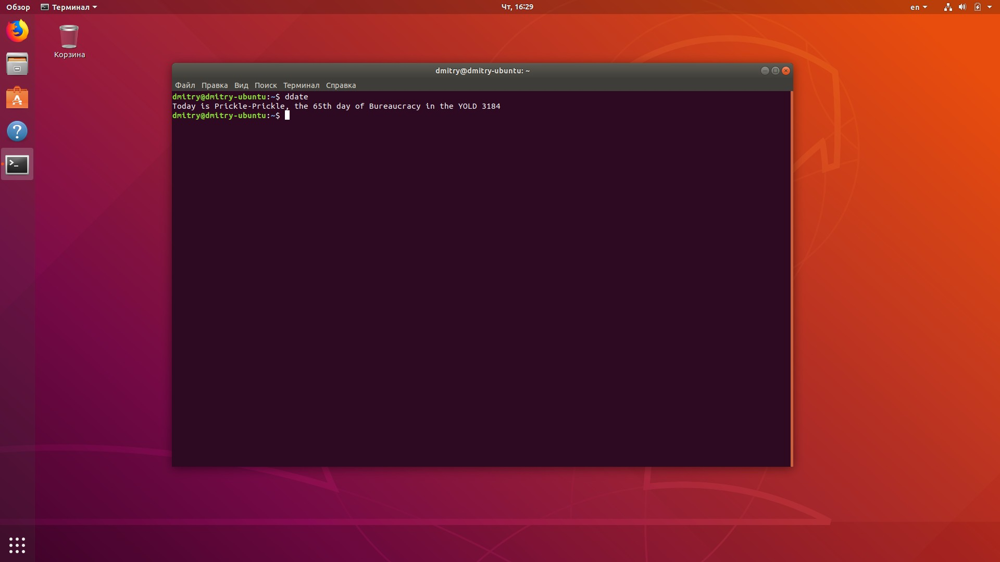 Обзор Терминал Чт, 16:29 en
Корзина
dmitry@dmitry-ubuntu: ~
Файл Правка Вид Поиск Терминал Справка
dmitry@dmitry-ubuntu:~$ ddate
Today is Prickle-Prickle, the 65th day of Bureaucracy in the YOLD 3184
dmitry@dmitry-ubuntu:~$